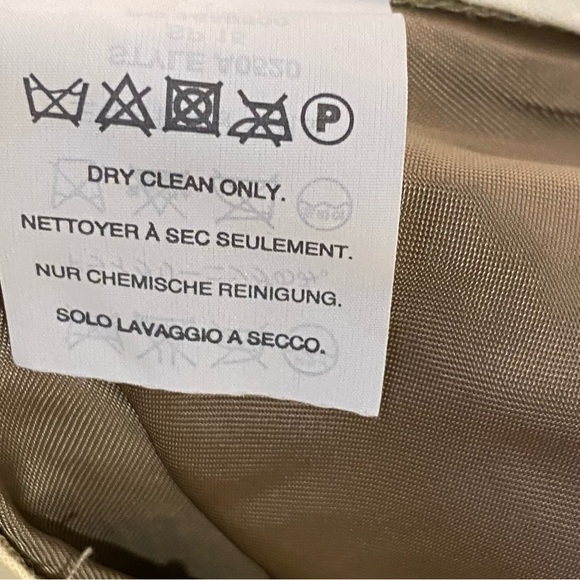 P
DRY CLEAN ONLY.
NETTOYER À SEC SEULEMENT.
NUR CHEMISCHE REINIGUNG.
SOLO LAVAGGIO A SECCO.